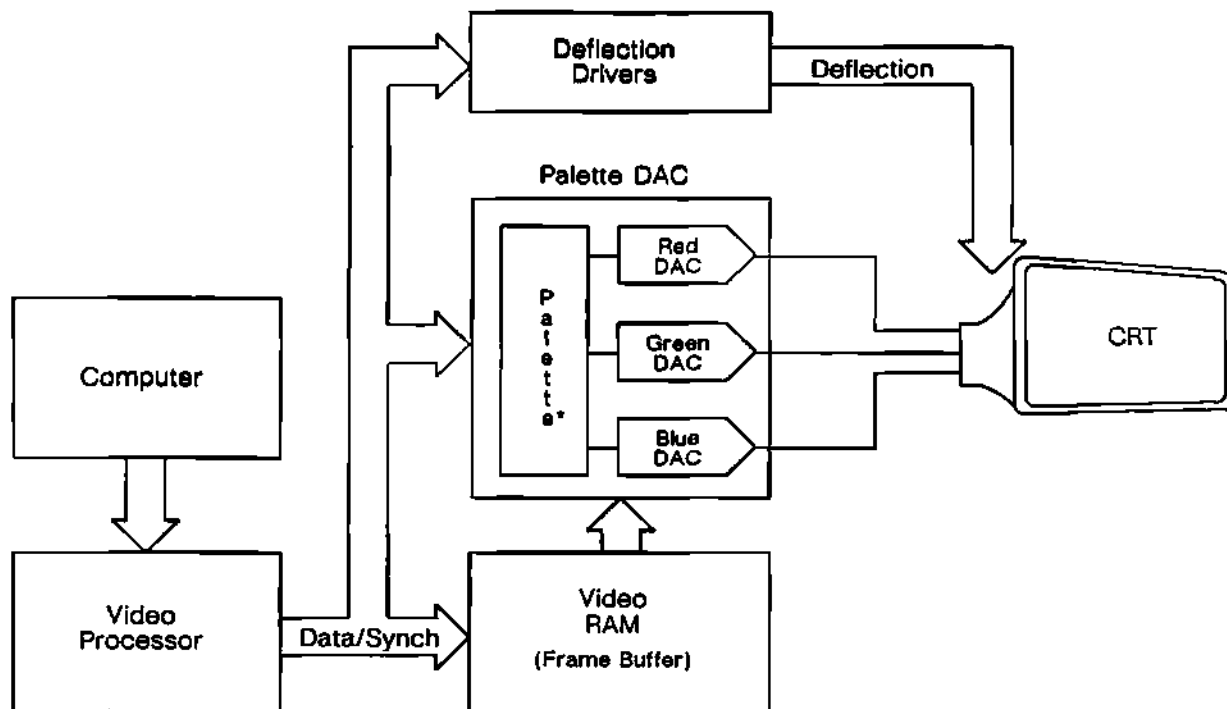 Deflection
Drivers
Deflection
Palette DAC
Palette*
Red
DAC
Green
DAC
Blue
DAC
CRT
Computer
Video
Processor
Data/Synch
Video
RAM
(Frame Buffer)